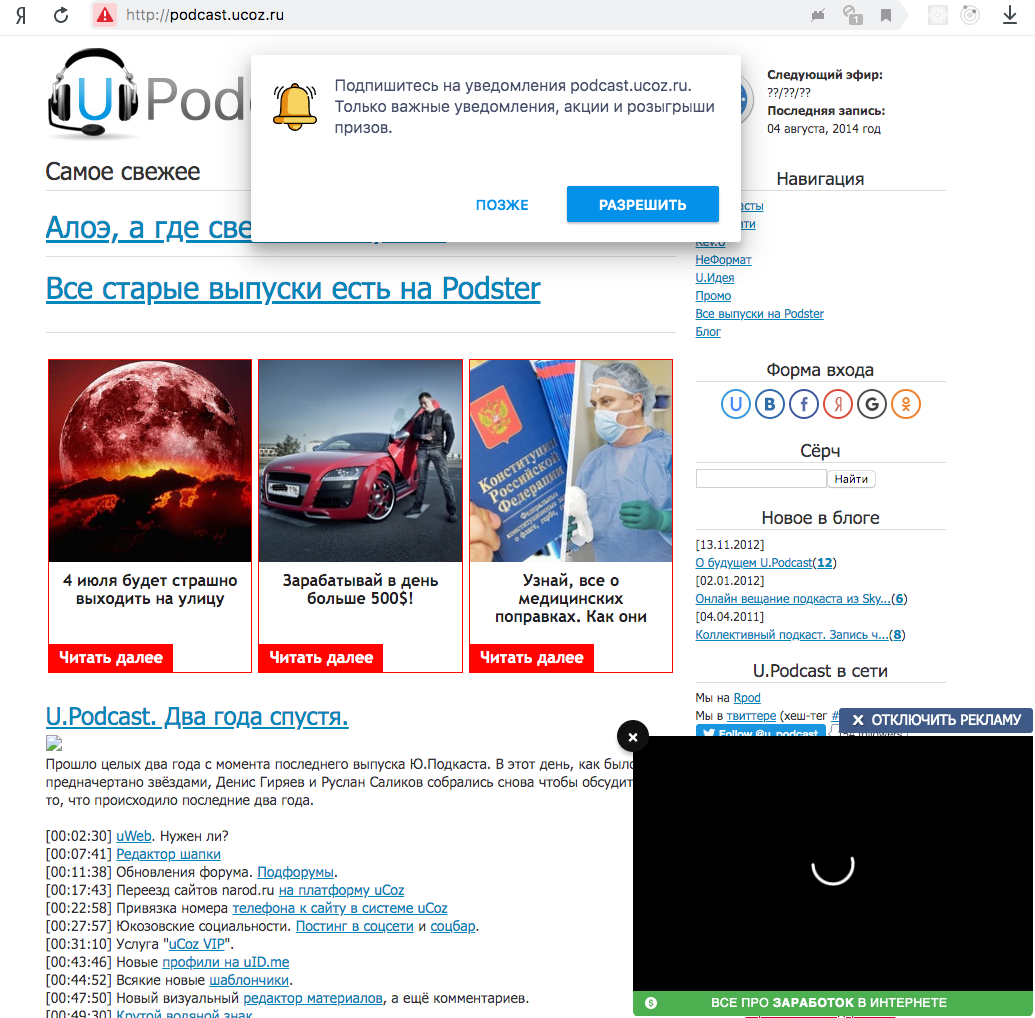 Я
http://podcast.ucoz.ru
1
U Pod
Подпишитесь на уведомления podcast.ucoz.ru.
Только важные уведомления, акции и розыгрыши
призов.
ПОЗЖЕ
РАЗРЕШИТЬ
Следующий эфир:
??/??/??
Последняя запись:
04 августа, 2014 год
Самое свежее
Алоэ, а где
Все старые выпуски есть на Podster
Навигация
Rev.U
НеФормат
U.Идея
Промо
Все выпуски на Podster
Блог
Форма входа
U B f Я G
Сёрч
Найти
Новое в блоге
[13.11.2012]
О будущем U.Podcast(12)
[02.01.2012]
Онлайн вещание подкаста из Sky...(6)
[04.04.2011]
Коллективный подкаст. Запись ч...(8)
U.Podcast в сети
Мы на Rpod
Мы в твиттере (хеш-тег #
Follow @u_podcast
Конституция
Российской
Федерации
4 июля будет страшно
выходить на улицу
Читать далее
Зарабатывай в день
больше 500$!
Читать далее
Узнай, все о
медицинских
поправках. Как они
Читать далее
U.Podcast. Два года спустя.
Прошло целых два года с момента последнего выпуска Ю.Подкаста. В этот день, как было
предначертано звёздами, Денис Гиряев и Руслан Саликов собрались снова чтобы обсудит
то, что происходило последние два года.
[00:02:30] uWeb. Нужен ли?
[00:07:41] Редактор шапки
[00:11:38] Обновления форума. Подфорумы.
[00:17:43] Переезд сайтов narod.ru на платформу uCoz
[00:22:58] Привязка номера телефона к сайту в системе uCoz
[00:27:57] Юкозовские социальности. Постинг в соцсети и соцбар.
[00:31:10] Услуга "uCoz VIP".
[00:43:46] Новые профили на uID.me
[00:44:52] Всякие новые шаблончики.
[00:47:50] Новый визуальный редактор материалов, а ещё комментариев.
[00:49:30] Крутой водяной знак
ОТКЛЮЧИТЬ РЕКЛАМУ
ВСЕ ПРО ЗАРАБОТОК В ИНТЕРНЕТЕ